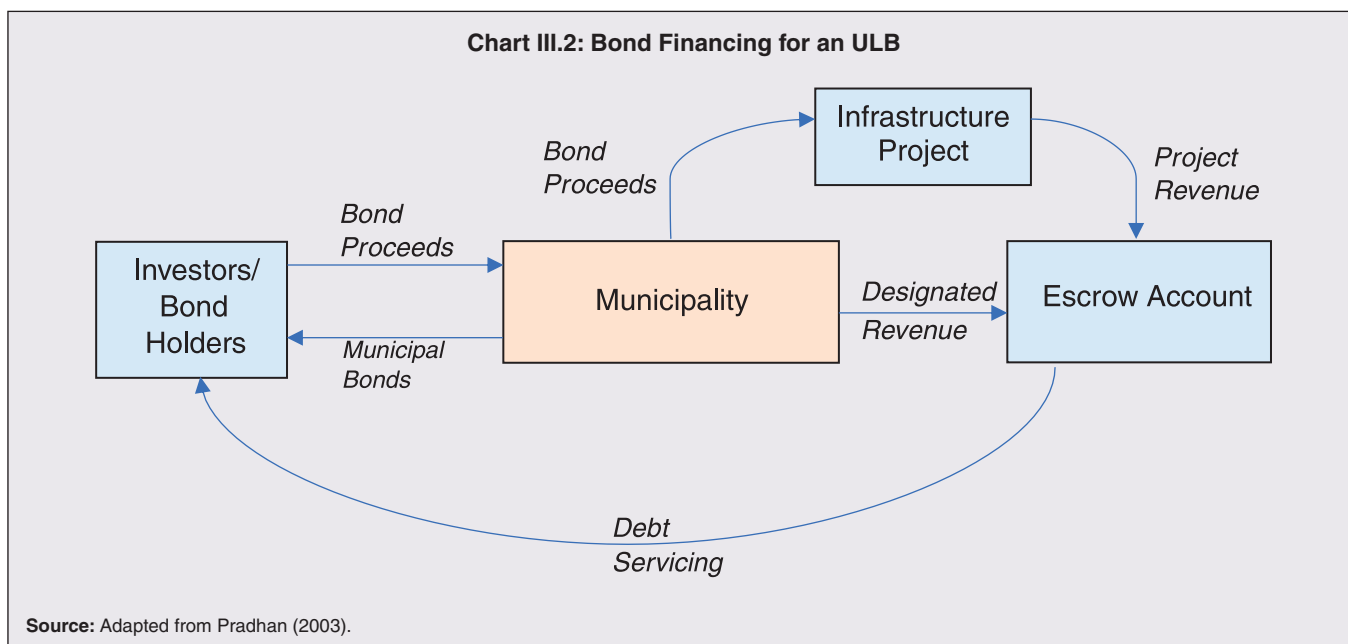 Chart III.2: Bond Financing for an ULB
Infrastructure
Project
Bond
Proceeds
Project
Revenue
Bond
Proceeds
Investors/
Bond
Holders
Municipality
Designated
Revenue
Escrow Account
Municipal
Bonds
Debt
Servicing
Source: Adapted from Pradhan (2003).